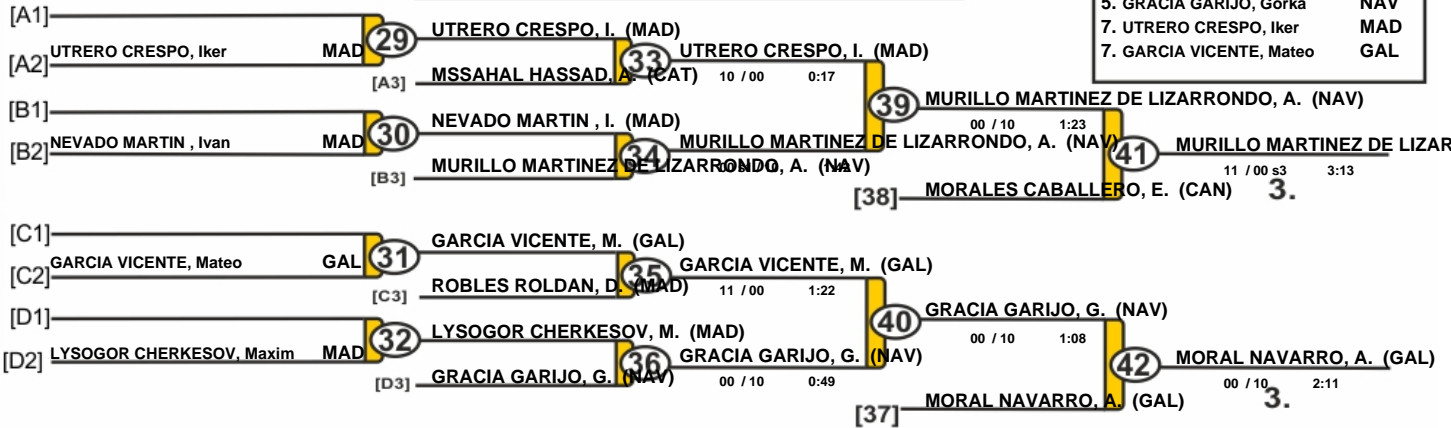 5. GRACIA GARIJO, Gorka NAV
7. UTRERO CRESPO, Iker MAD
7. GARCIA VICENTE, Mateo GAL
[A1]
[A2] UTRERO CRESPO, Iker MAD
29
UTRERO CRESPO, I. (MAD)
[A3] MSSAHAL HASSAD, A. (CAT)
33
UTRERO CRESPO, I. (MAD)
10 / 00 0:17
[B1]
[B2] NEVADO MARTIN , Ivan MAD
30
NEVADO MARTIN , I. (MAD)
[B3] MURILLO MARTINEZ DE LIZARRONDO, A. (NAV)
34
MURILLO MARTINEZ DE LIZARRONDO, A. (NAV)
39
MURILLO MARTINEZ DE LIZARRONDO, A. (NAV)
00 / 10 1:23
[38] MORALES CABALLERO, E. (CAN)
41
MURILLO MARTINEZ DE LIZAR
11 / 00 s3 3:13
3.
[C1]
[C2] GARCIA VICENTE, Mateo GAL
31
GARCIA VICENTE, M. (GAL)
[C3] ROBLES ROLDAN, D. (MAD)
35
GARCIA VICENTE, M. (GAL)
11 / 00 1:22
[D1]
[D2] LYSOGOR CHERKESOV, Maxim MAD
32
LYSOGOR CHERKESOV, M. (MAD)
[D3] GRACIA GARIJO, G. (NAV)
36
GRACIA GARIJO, G. (NAV)
00 / 10 0:49
40
GRACIA GARIJO, G. (NAV)
00 / 10 1:08
[37] MORAL NAVARRO, A. (GAL)
42
MORAL NAVARRO, A. (GAL)
00 / 10 2:11
3.